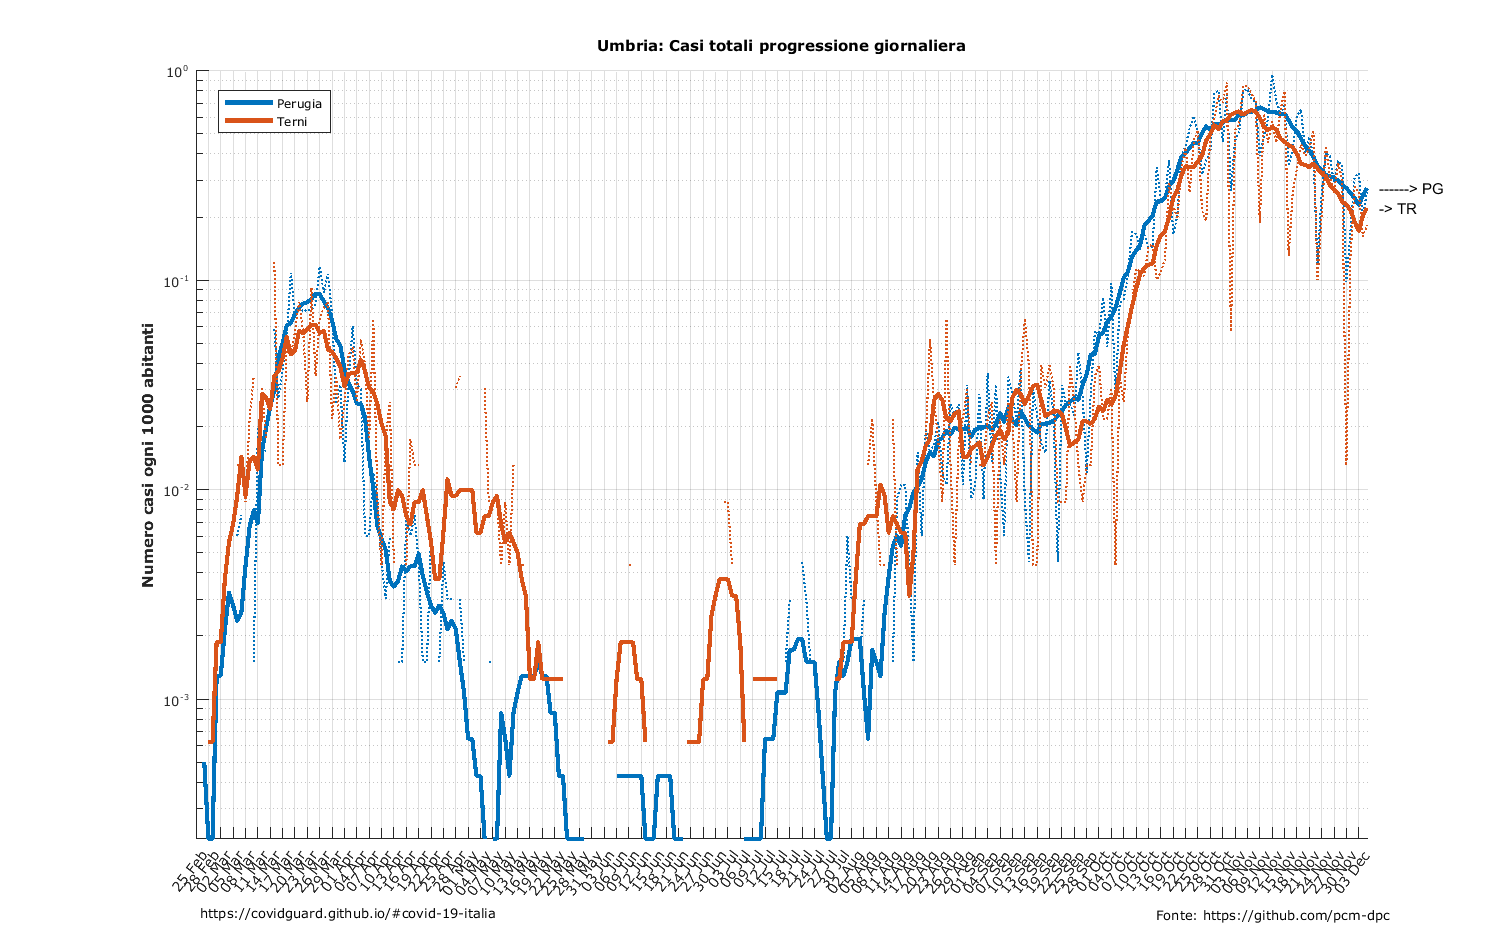 Umbria: Casi totali progressione giornaliera
Numero casi ogni 1000 abitanti
10⁰
10⁻¹
10⁻²
10⁻³
Perugia
Terni
------> PG
-> TR
25 Feb
28 Feb
02 Mar
05 Mar
08 Mar
11 Mar
14 Mar
17 Mar
20 Mar
23 Mar
26 Mar
29 Mar
01 Apr
04 Apr
07 Apr
10 Apr
13 Apr
16 Apr
19 Apr
22 Apr
25 Apr
28 Apr
01 May
04 May
07 May
10 May
13 May
16 May
19 May
22 May
25 May
28 May
31 May
03 Jun
06 Jun
09 Jun
12 Jun
15 Jun
18 Jun
21 Jun
24 Jun
27 Jun
30 Jun
03 Jul
06 Jul
09 Jul
12 Jul
15 Jul
18 Jul
21 Jul
24 Jul
27 Jul
30 Jul
02 Aug
05 Aug
08 Aug
11 Aug
14 Aug
17 Aug
20 Aug
23 Aug
26 Aug
29 Aug
01 Sep
04 Sep
07 Sep
10 Sep
13 Sep
16 Sep
19 Sep
22 Sep
25 Sep
28 Sep
01 Oct
04 Oct
07 Oct
10 Oct
13 Oct
16 Oct
19 Oct
22 Oct
25 Oct
28 Oct
31 Oct
03 Nov
06 Nov
09 Nov
12 Nov
15 Nov
18 Nov
21 Nov
24 Nov
27 Nov
30 Nov
03 Dec
https://covidguard.github.io/#covid-19-italia
Fonte: https://github.com/pcm-dpc